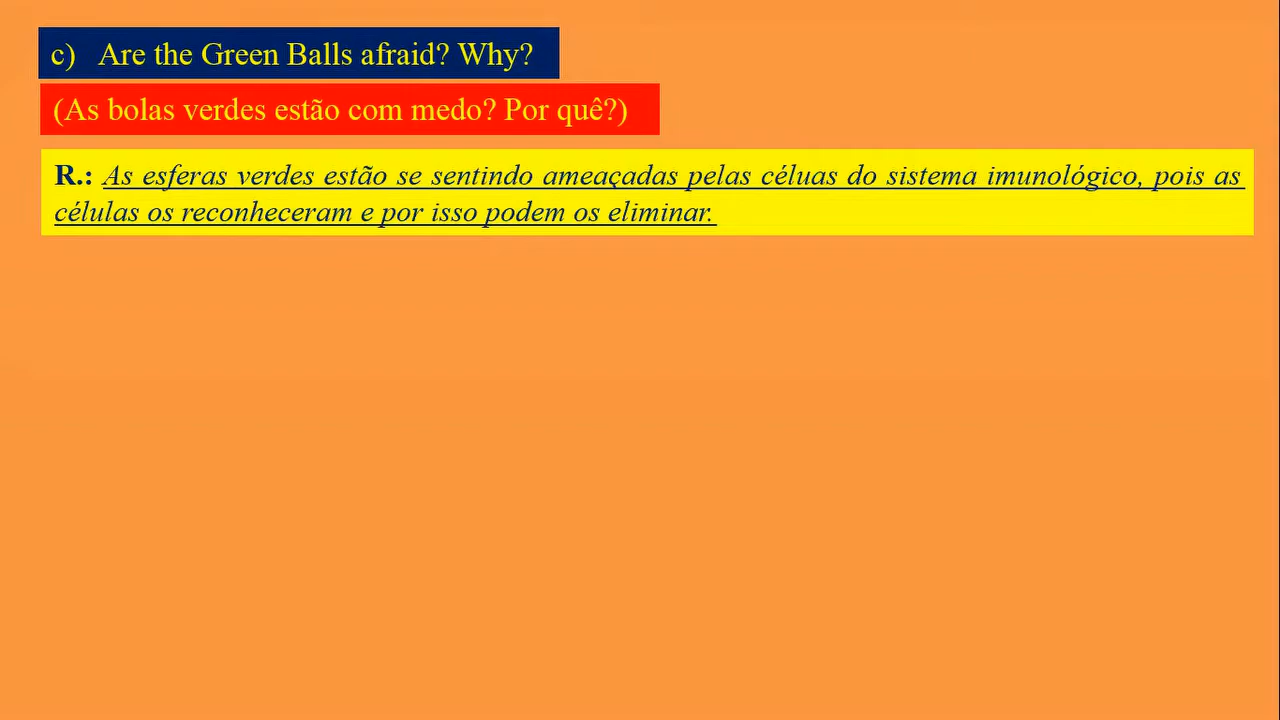 c) Are the Green Balls afraid? Why?
(As bolas verdes estão com medo? Por quê?)
R.: As esferas verdes estão se sentindo ameaçadas pelas céluas do sistema imunológico, pois as
células os reconheceram e por isso podem os eliminar.